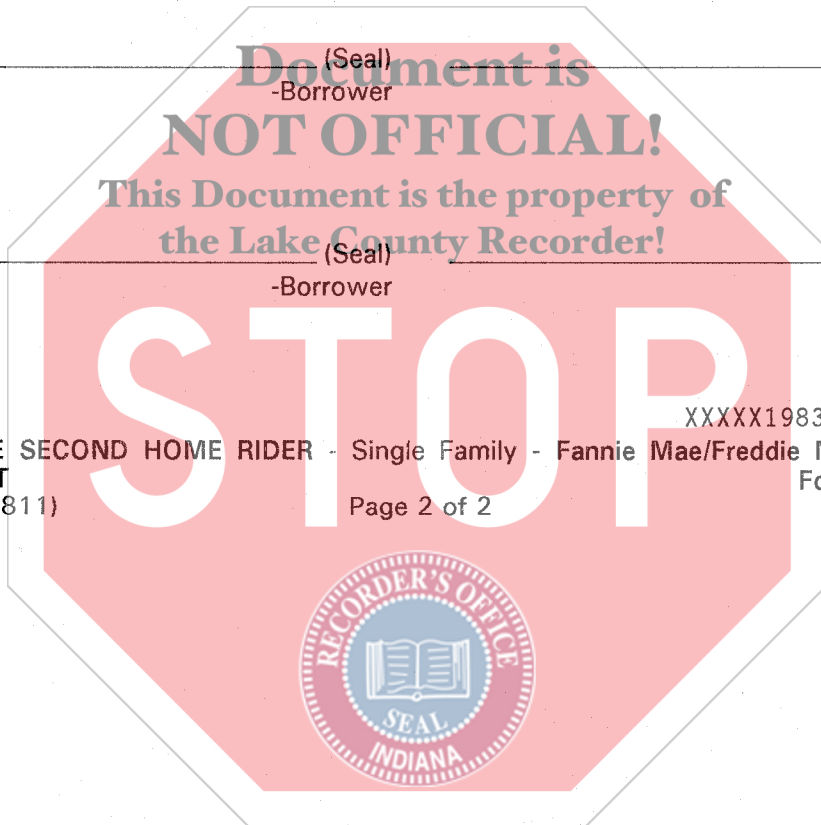 (Seal)
-Borrower
Document is
NOT OFFICIAL!
This Document is the property of
the Lake County Recorder!
(Seal)
-Borrower
STOP
XXXXX1983
SECOND HOME RIDER - Single Family - Fannie Mae/Freddie
811)
Page 2 of 2
RECORDER'S OFFICE
SEAL
INDIANA